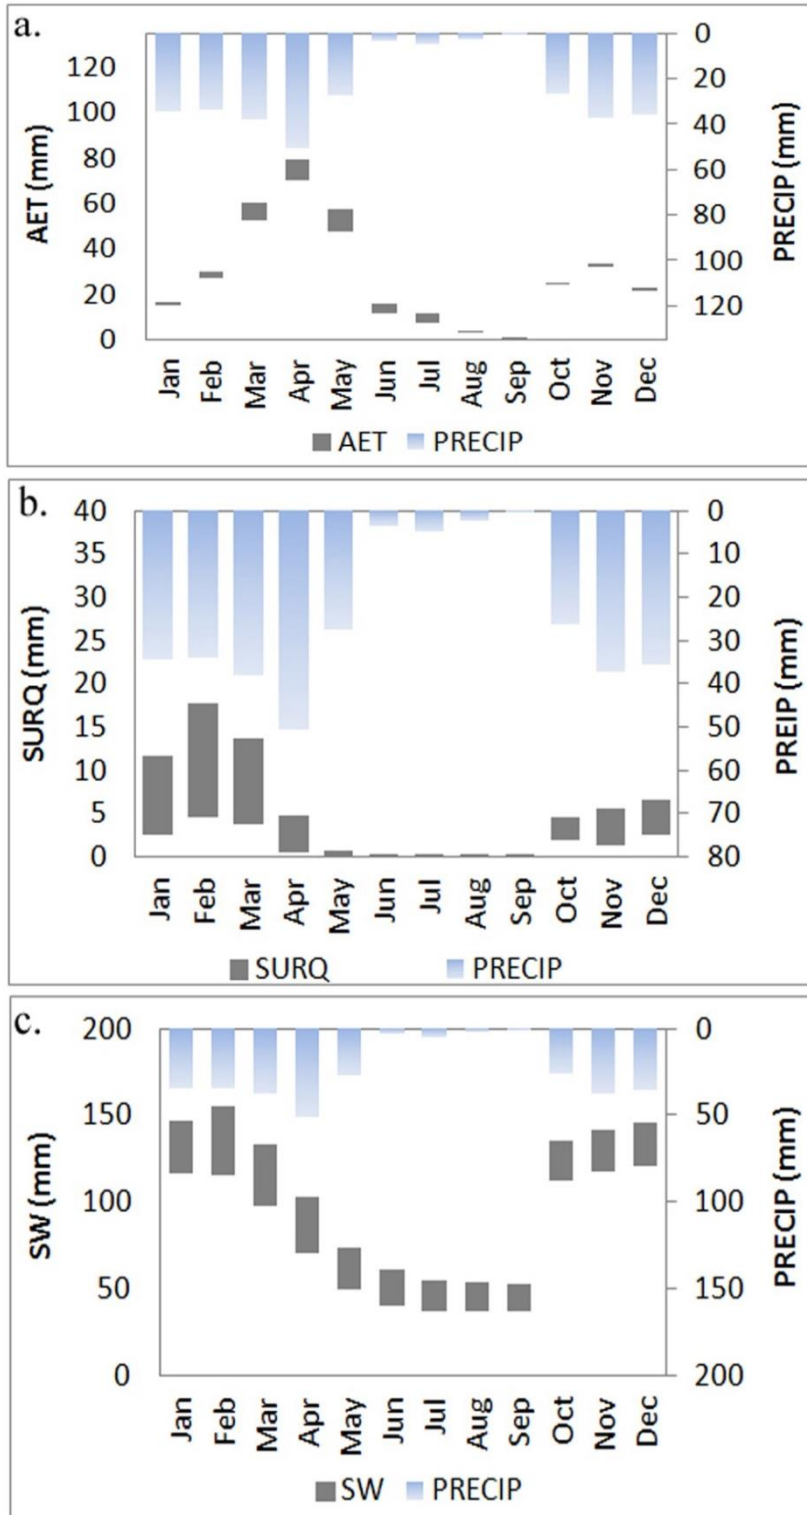 a.
120
100
80
60
40
20
0
AET (mm)
0
20
40
60
80
100
120
PRECIP (mm)
Jan Feb Mar Apr May Jun Jul Aug Sep Oct Nov Dec
AET PRECIP
b.
40
35
30
25
20
15
10
5
0
SURQ (mm)
0
10
20
30
40
50
60
70
80
PREIP (mm)
Jan Feb Mar Apr May Jun Jul Aug Sep Oct Nov Dec
SURQ PRECIP
c.
200
150
100
50
0
SW (mm)
0
50
100
150
200
PRECIP (mm)
Jan Feb Mar Apr May Jun Jul Aug Sep Oct Nov Dec
SW PRECIP